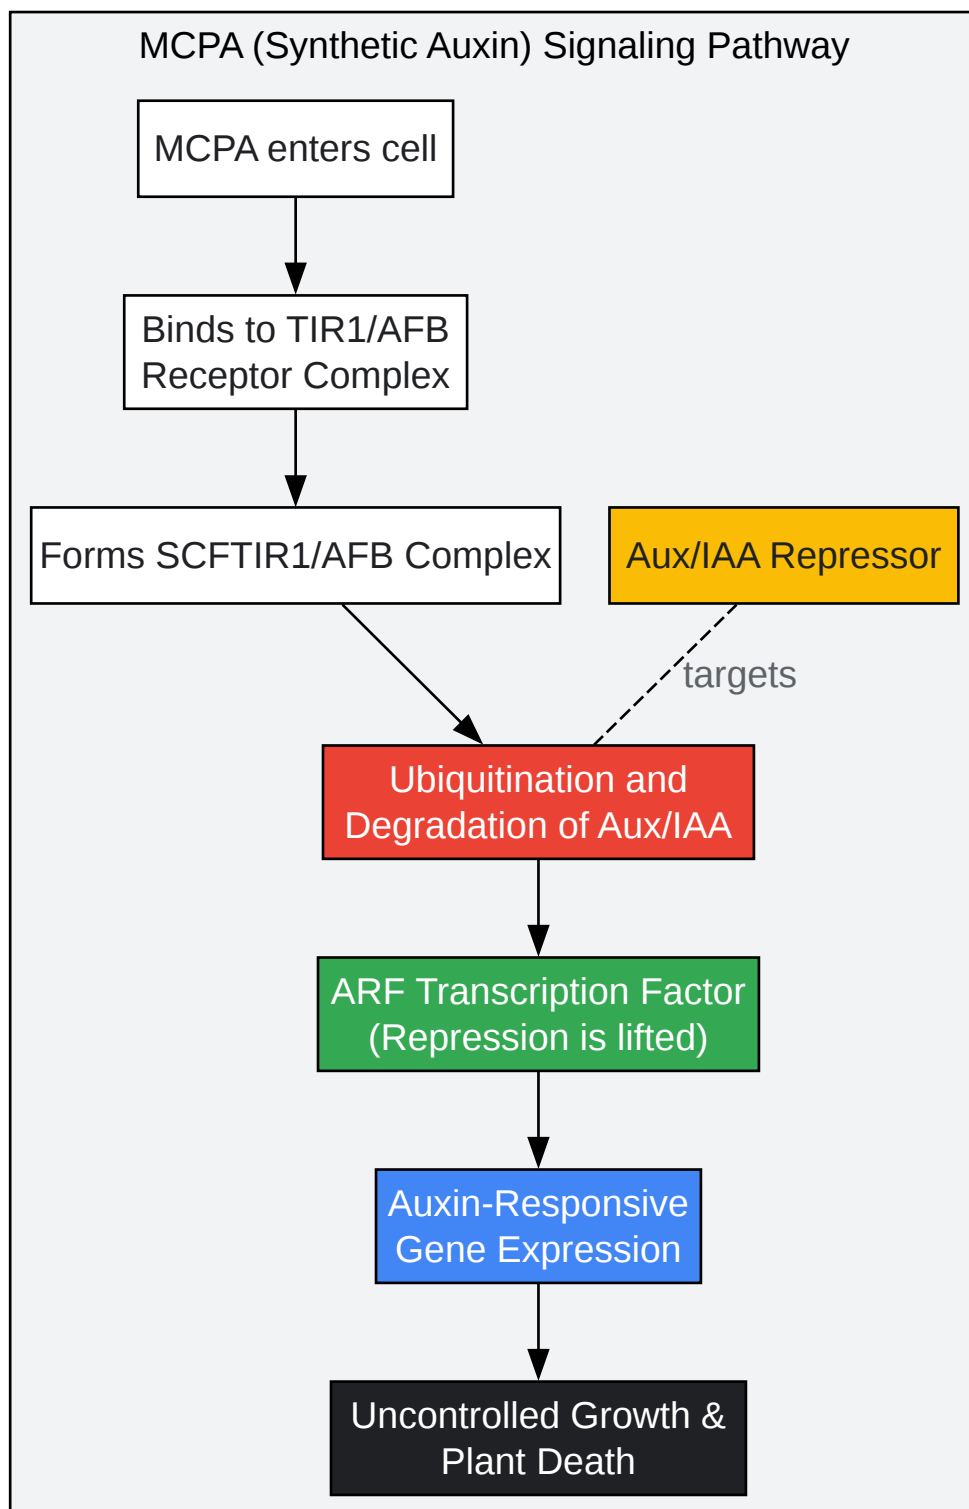 MCPA (Synthetic Auxin) Signaling Pathway
MCPA enters cell
Binds to TIR1/AFB
Receptor Complex
Forms SCFTIR1/AFB Complex
Aux/IAA Repressor
targets
Ubiquitination and
Degradation of Aux/IAA
ARF Transcription Factor
(Repression is lifted)
Auxin-Responsive
Gene Expression
Uncontrolled Growth &
Plant Death